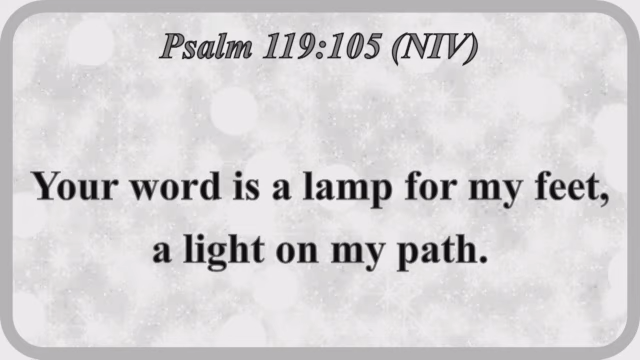 Psalm 119:105 (NIV)
Your word is a lamp for my feet,
a light on my path.